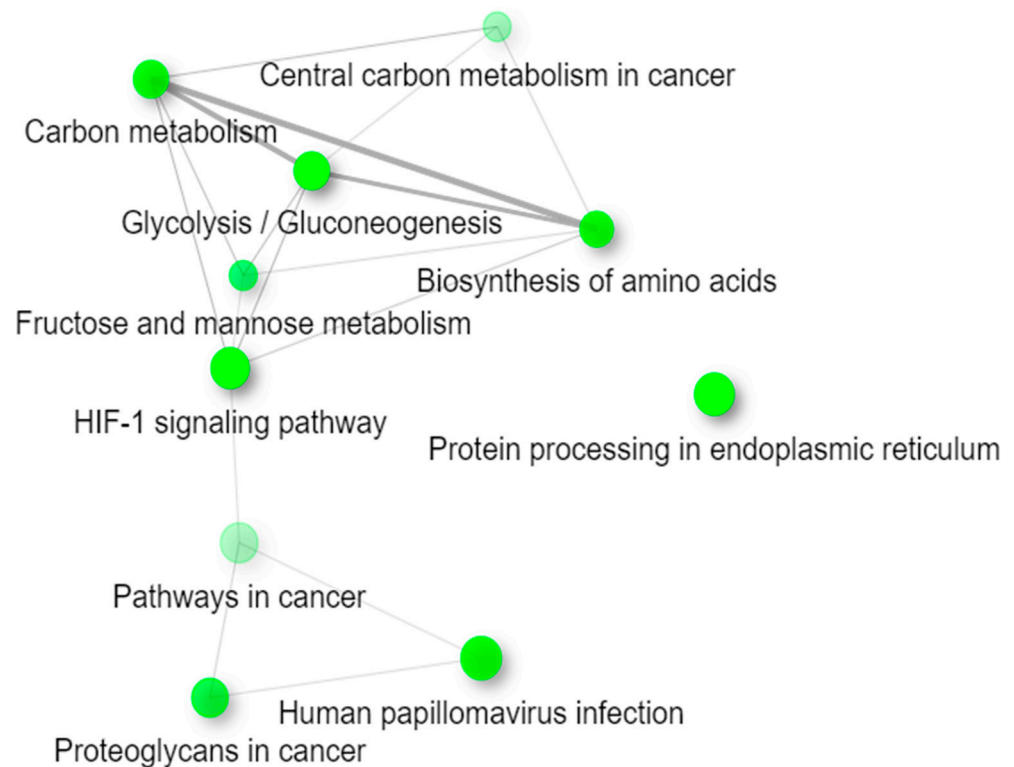 Central carbon metabolism in cancer
Carbon metabolism
Glycolysis / Gluconeogenesis
Biosynthesis of amino acids
Fructose and mannose metabolism
HIF-1 signaling pathway
Protein processing in endoplasmic reticulum
Pathways in cancer
Human papillomavirus infection
Proteoglycans in cancer